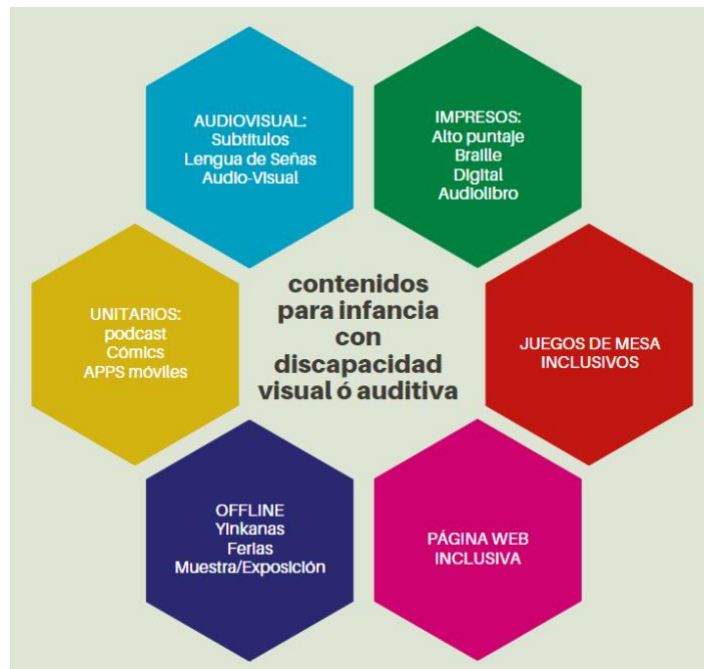 AUDIOVISUAL:
Subtítulos
Lengua de Señas
Audio-Visual
IMPRESOS:
Alto puntaje
Braille
Digital
Audiolibro
UNITARIOS:
podcast
Cómics
APPS móviles
contenidos
para infancia
con
discapacidad
visual ó auditiva
JUEGOS DE MESA
INCLUSIVOS
OFFLINE
Yinkanas
Ferias
Muestra/Exposición
PÁGINA WEB
INCLUSIVA